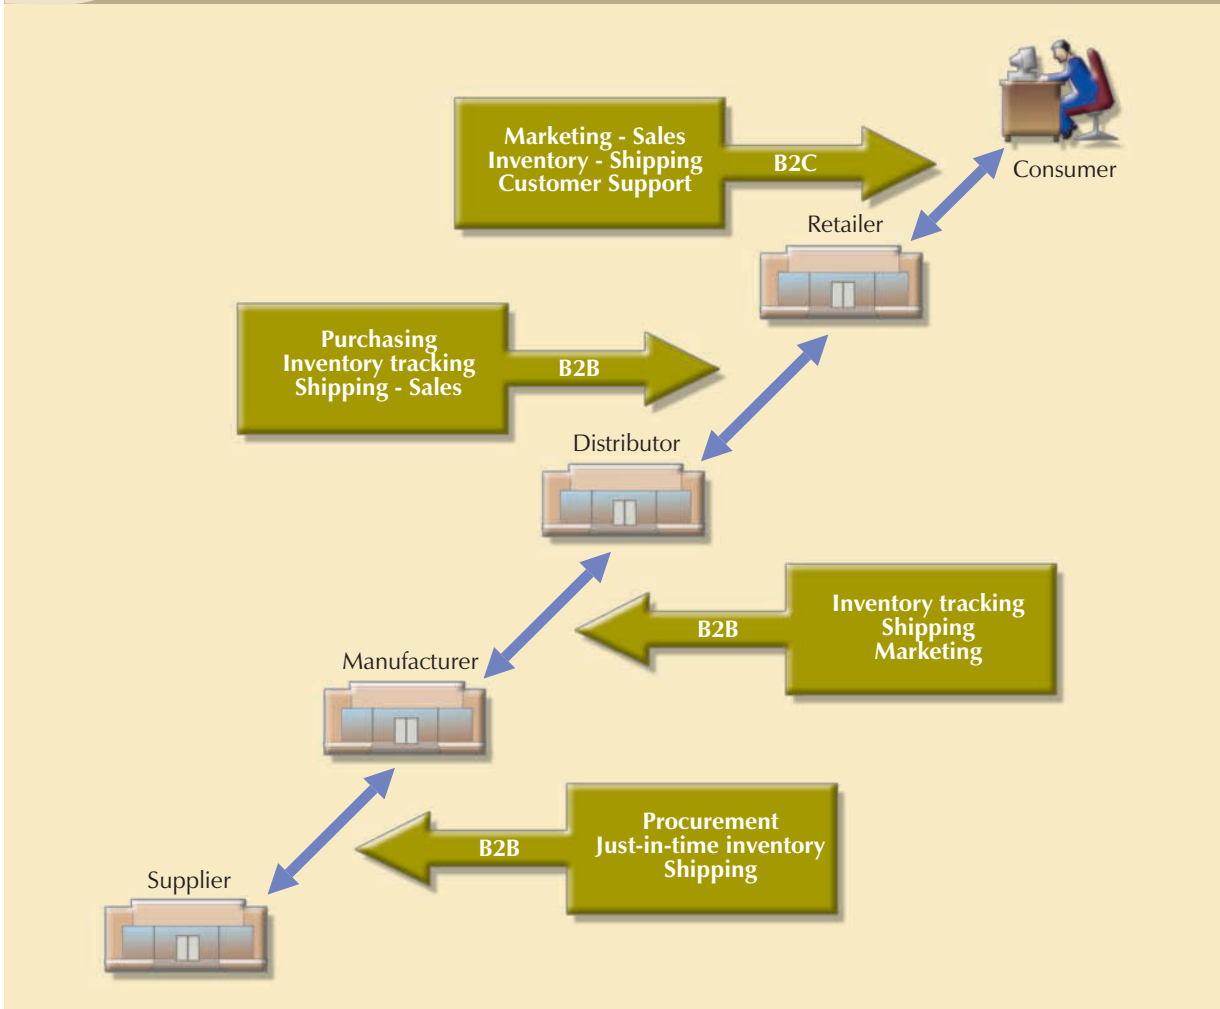 Marketing - Sales
Inventory - Shipping
Customer Support
B2C
Consumer
Retailer
Purchasing
Inventory tracking
Shipping - Sales
B2B
Distributor
Inventory tracking
Shipping
Marketing
B2B
Manufacturer
Procurement
Just-in-time inventory
Shipping
B2B
Supplier